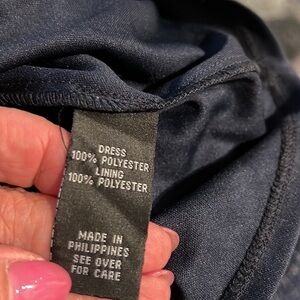 DRESS
100% POLYESTER
LINING
100% POLYESTER
MADE IN
PHILIPPINES
SEE OVER
FOR CARE